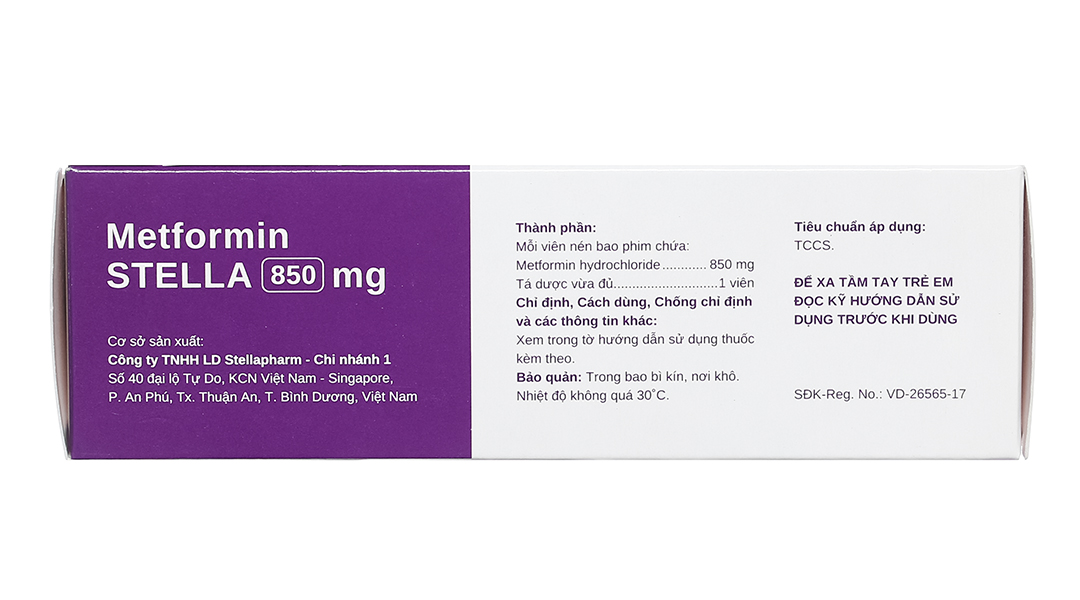 Metformin
STELLA 850 mg
Cơ sở sản xuất:
Công ty TNHH LD Stellapharm - Chi nhánh 1
Số 40 đại lộ Tự Do, KCN Việt Nam - Singapore,
P. An Phú, Tx. Thuận An, T. Bình Dương, Việt Nam
Thành phần:
Mỗi viên nén bao phim chứa:
Metformin hydrochloride............ 850 mg
Tá dược vừa đủ...........................1 viên
Chỉ định, Cách dùng, Chống chỉ định
và các thông tin khác:
Xem trong tờ hướng dẫn sử dụng thuốc
kèm theo.
Bảo quản: Trong bao bì kín, nơi khô.
Nhiệt độ không quá 30°C.
Tiêu chuẩn áp dụng:
TCCS.
ĐỂ XA TẦM TAY TRẺ EM
ĐỌC KỸ HƯỚNG DẪN SỬ
DỤNG TRƯỚC KHI DÙNG
SĐK-Reg. No.: VD-26565-17